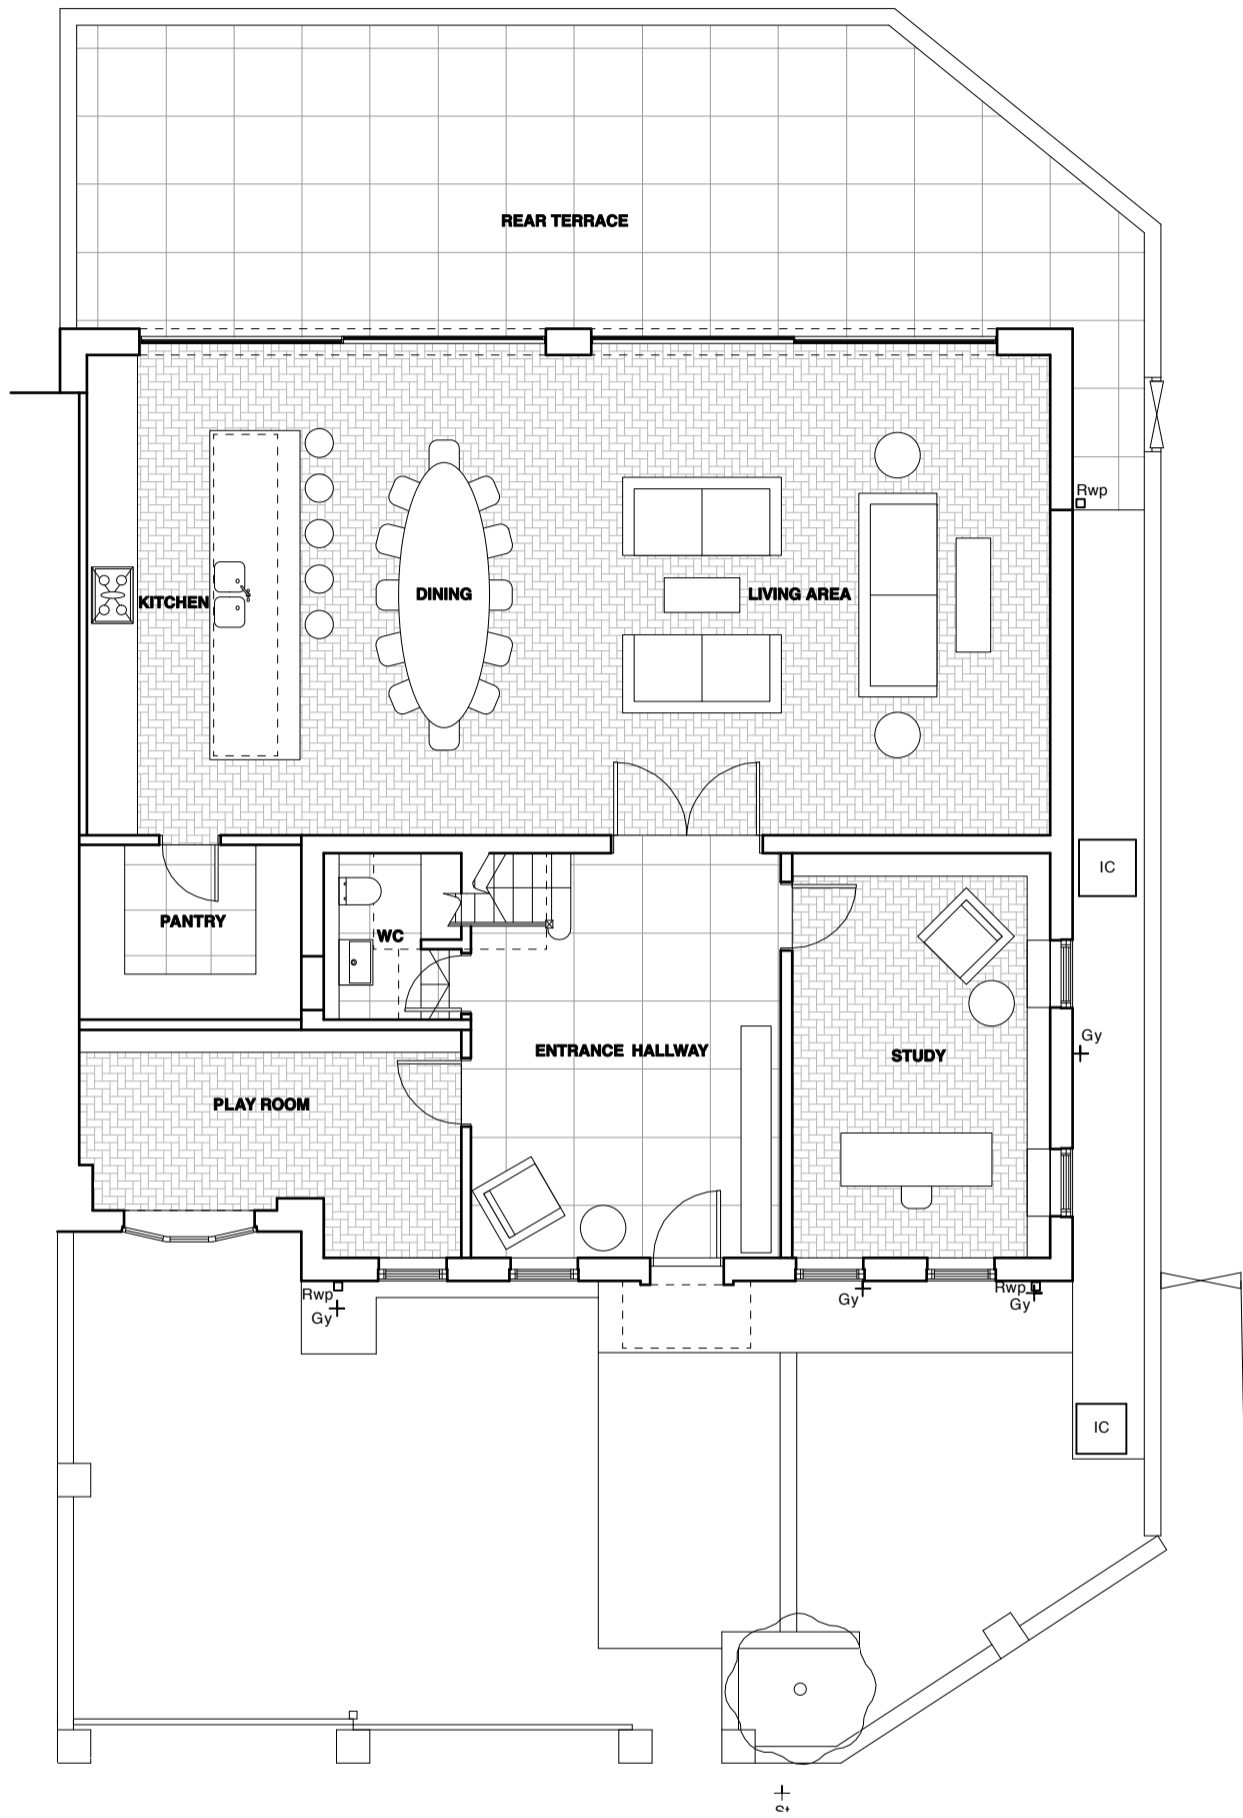 REAR TERRACE
Rwp
KITCHEN
DINING
LIVING AREA
IC
PANTRY
WC
Gy
ENTRANCE HALLWAY
STUDY
PLAY ROOM
Rwp
Gy
Gy
Rwp
Gy
IC
St